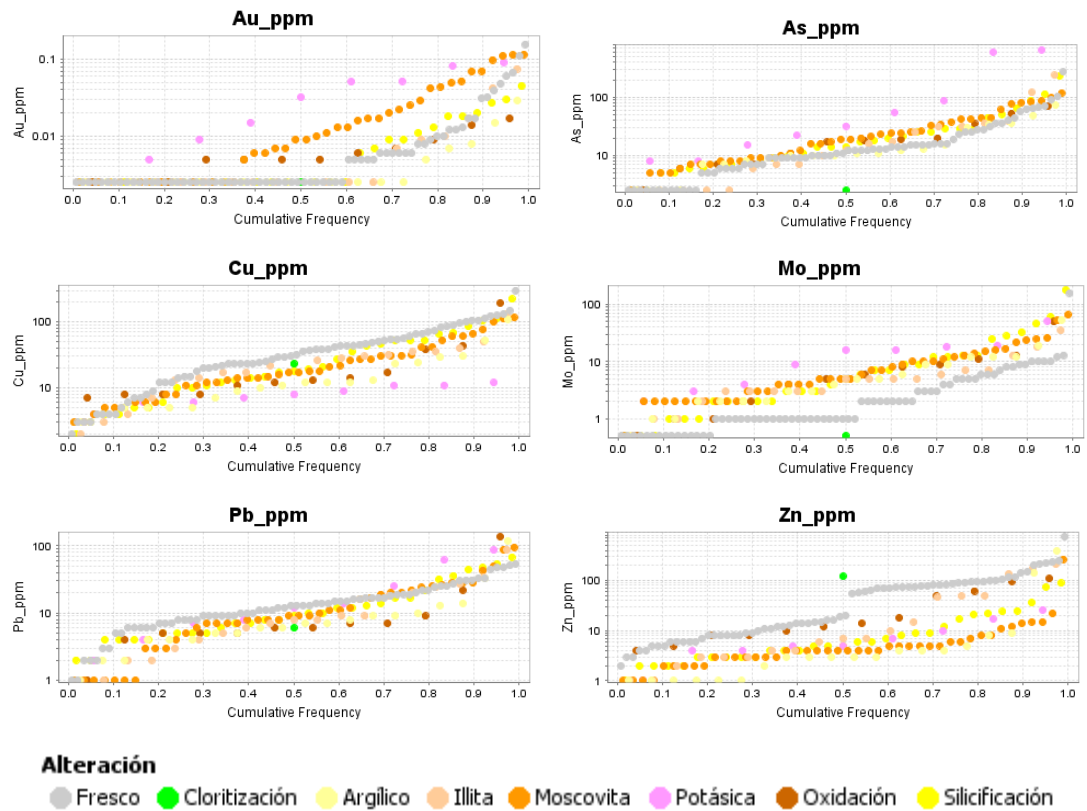 Au_ppm
0.1
0.01
Au_ppm
0.0 0.1 0.2 0.3 0.4 0.5 0.6 0.7 0.8 0.9 1.0
Cumulative Frequency
As_ppm
100
10
As_ppm
0.0 0.1 0.2 0.3 0.4 0.5 0.6 0.7 0.8 0.9 1.0
Cumulative Frequency
Cu_ppm
100
10
Cu_ppm
0.0 0.1 0.2 0.3 0.4 0.5 0.6 0.7 0.8 0.9 1.0
Cumulative Frequency
Mo_ppm
100
10
1
Mo_ppm
0.0 0.1 0.2 0.3 0.4 0.5 0.6 0.7 0.8 0.9 1.0
Cumulative Frequency
Pb_ppm
100
10
1
Pb_ppm
0.0 0.1 0.2 0.3 0.4 0.5 0.6 0.7 0.8 0.9 1.0
Cumulative Frequency
Zn_ppm
100
10
1
Zn_ppm
0.0 0.1 0.2 0.3 0.4 0.5 0.6 0.7 0.8 0.9 1.0
Cumulative Frequency
Alteración
Fresco Cloritización Argílico Illita Moscovita Potásica Oxidación Silicificación